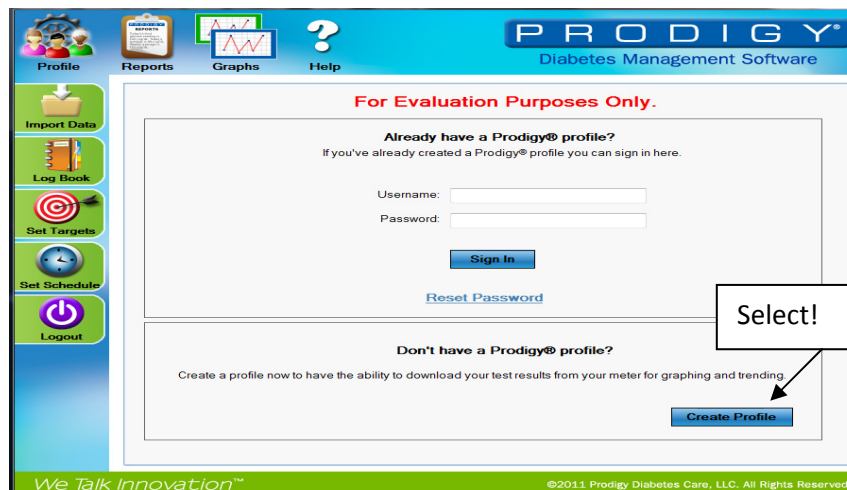 PRODIGY®
Diabetes Management Software
Profile
Reports
Graphs
Help
REPORTS
Import Data
Log Book
Set Targets
Set Schedule
Logout
For Evaluation Purposes Only.
Already have a Prodigy® profile?
If you've already created a Prodigy® profile you can sign in here.
Username:
Password:
Sign In
Reset Password
Select!
Don't have a Prodigy® profile?
Create a profile now to have the ability to download your test results from your meter for graphing and trending.
Create Profile
We Talk Innovation™
©2011 Prodigy Diabetes Care, LLC. All Rights Reserved